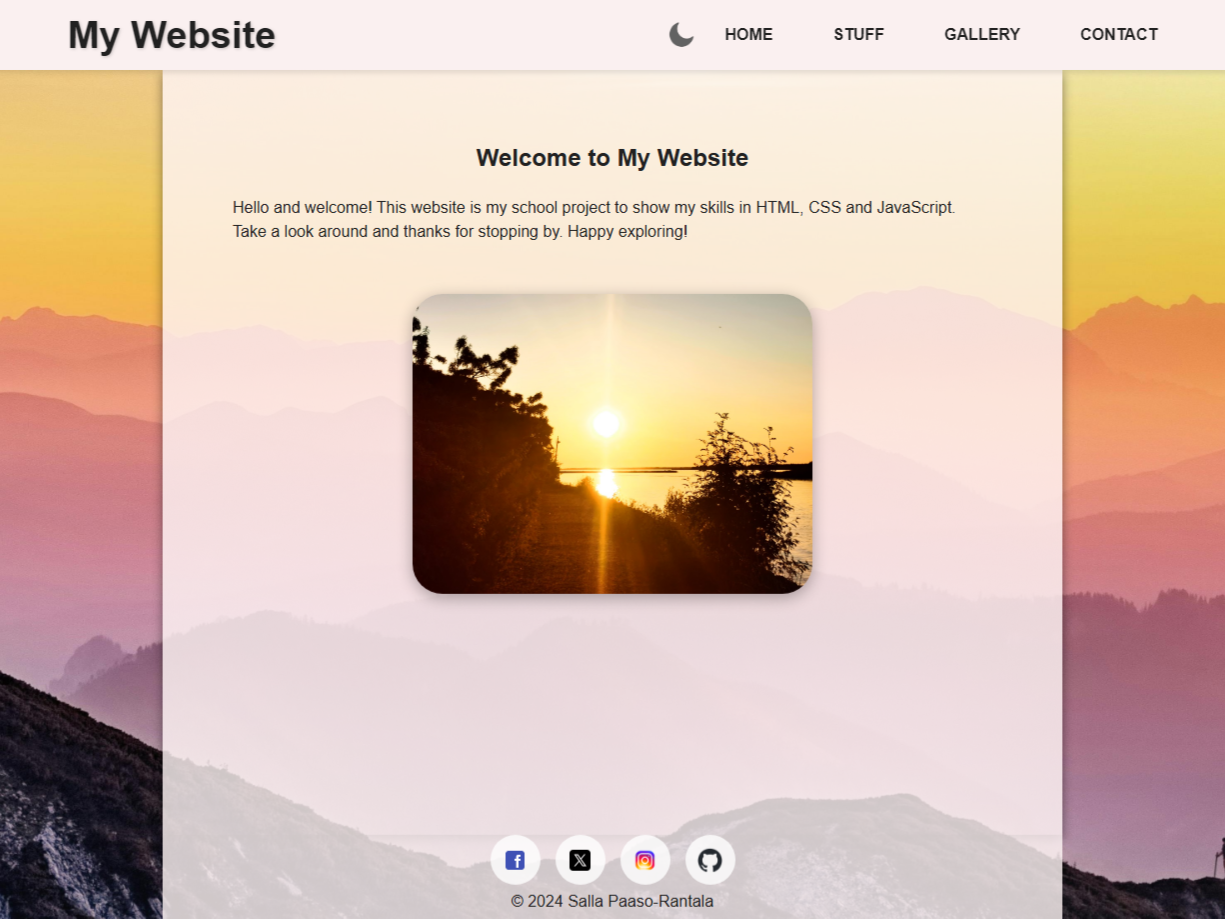 My Website
HOME STUFF GALLERY CONTACT
Welcome to My Website
Hello and welcome! This website is my school project to show my skills in HTML, CSS and JavaScript.
Take a look around and thanks for stopping by. Happy exploring!
© 2024 Salla Paaso-Rantala